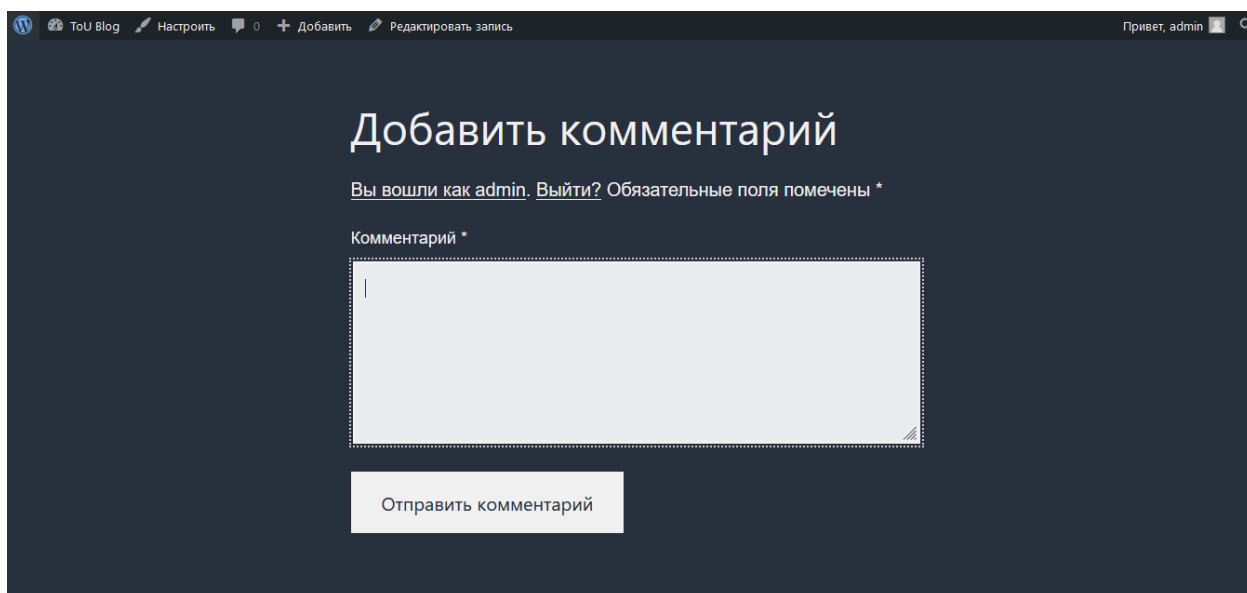 ToU Blog Настроить 0 Добавить Редактировать запись Привет, admin
Добавить комментарий
Вы вошли как admin. Выйти? Обязательные поля помечены *
Комментарий *
Отправить комментарий